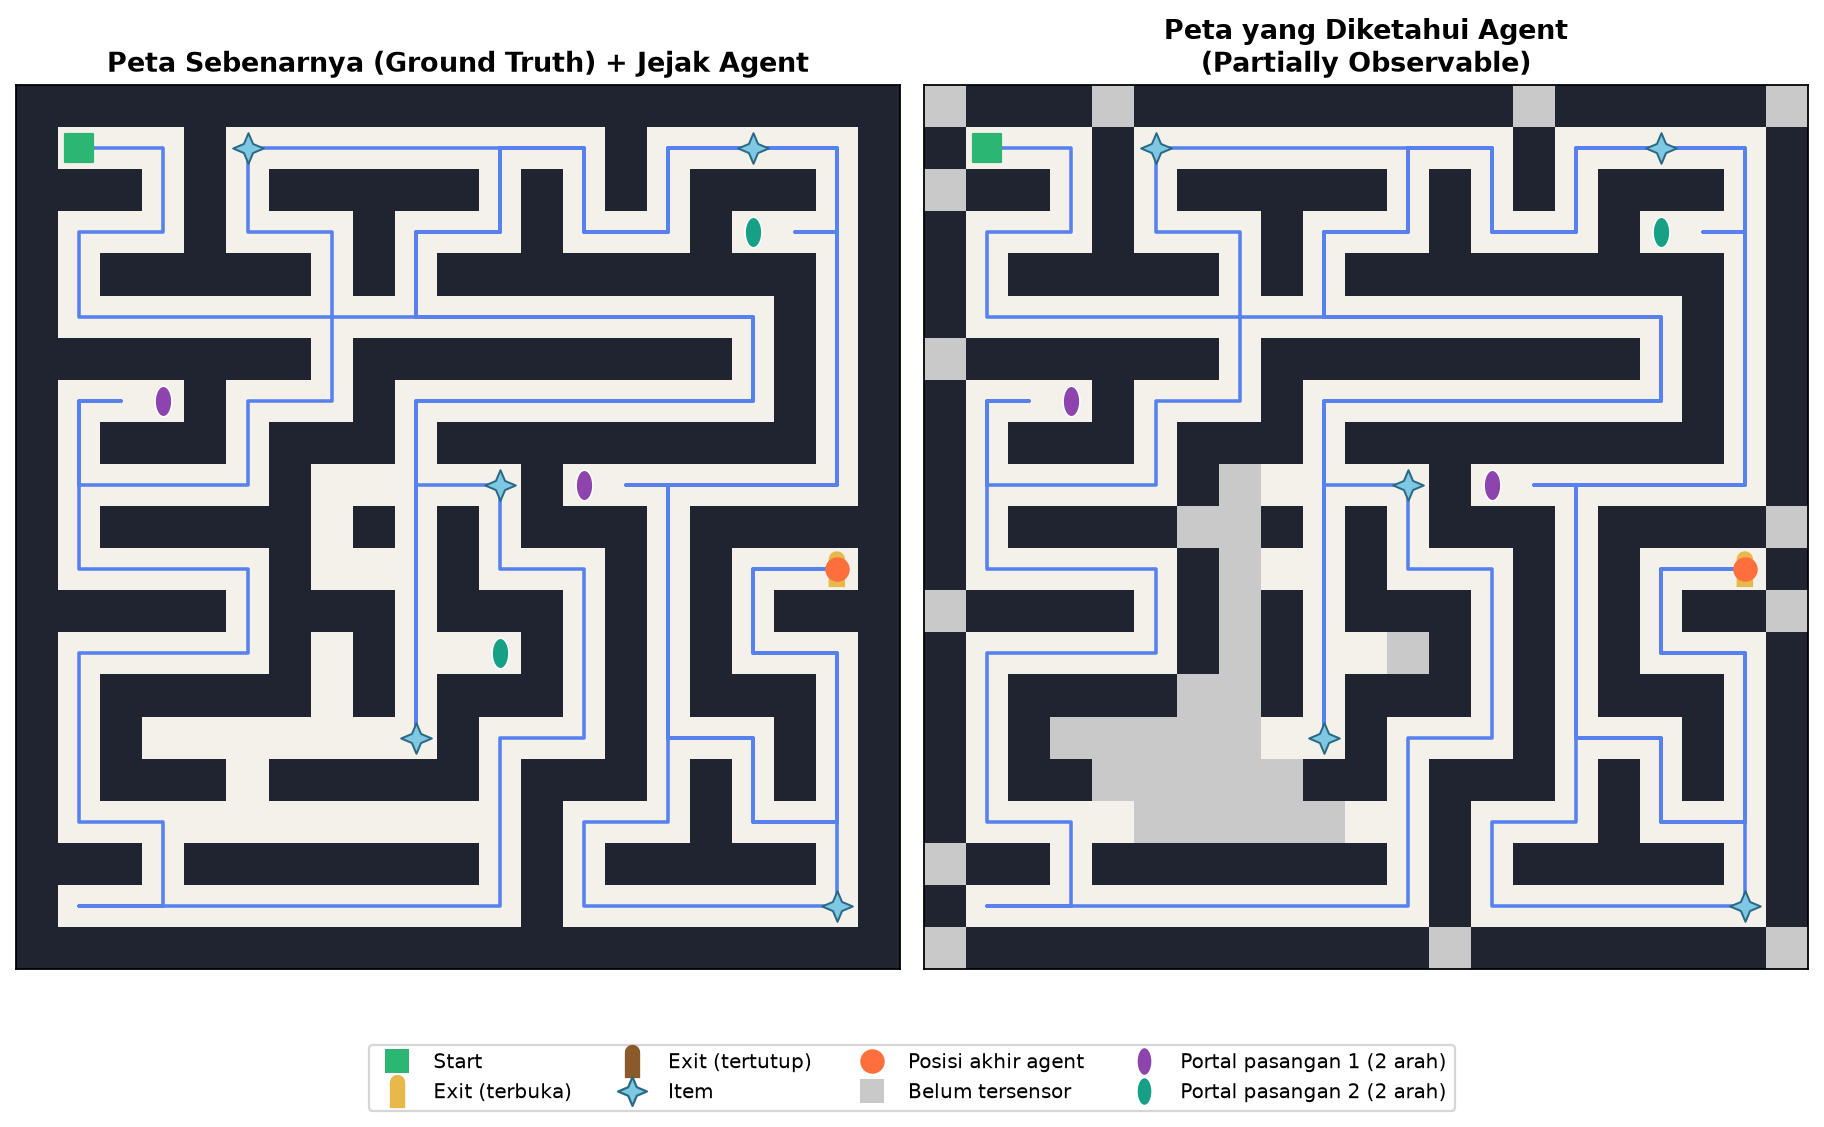 Peta Sebenarnya (Ground Truth) + Jejak Agent
Peta yang Diketahui Agent
(Partially Observable)
Start
Exit (terbuka)
Exit (tertutup)
Item
Posisi akhir agent
Belum tersensor
Portal pasangan 1 (2 arah)
Portal pasangan 2 (2 arah)